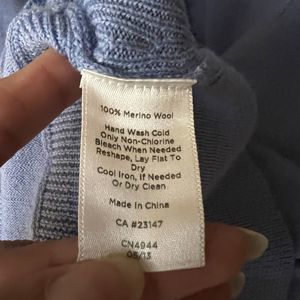 100% Merino Wool
Hand Wash Cold
Only Non-Chlorine
Bleach When Needed
Reshape, Lay Flat To
Dry
Cool Iron, If Needed
Or Dry Clean
Made In China
CA #23147
CN4944
05/13